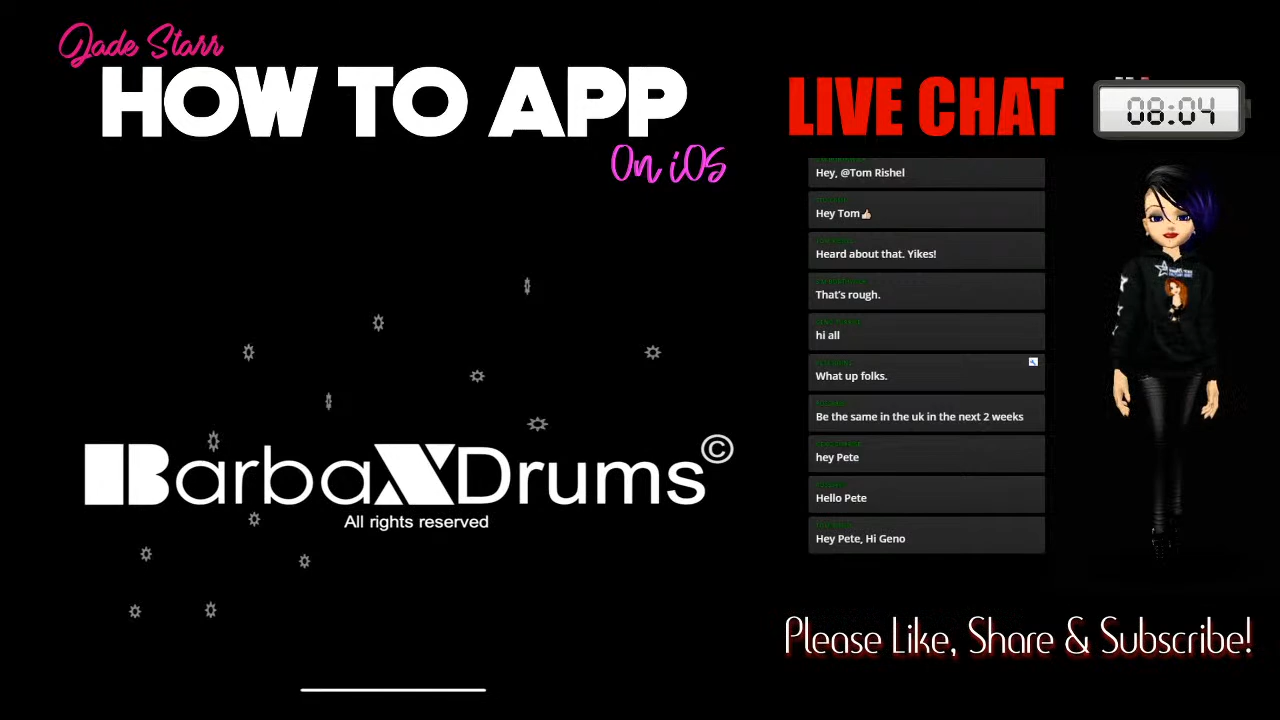 Jade Starr
HOW TO APP
On iOS
LIVE CHAT
08:04
Hey, @Tom Rishel
Hey Tom👍🏻
Heard about that. Yikes!
That's rough.
hi all
What up folks.
Be the same in the uk in the next 2 weeks
hey Pete
Hello Pete
Hey Pete, Hi Geno
BarbaXDrums©
All rights reserved
Please Like, Share & Subscribe!